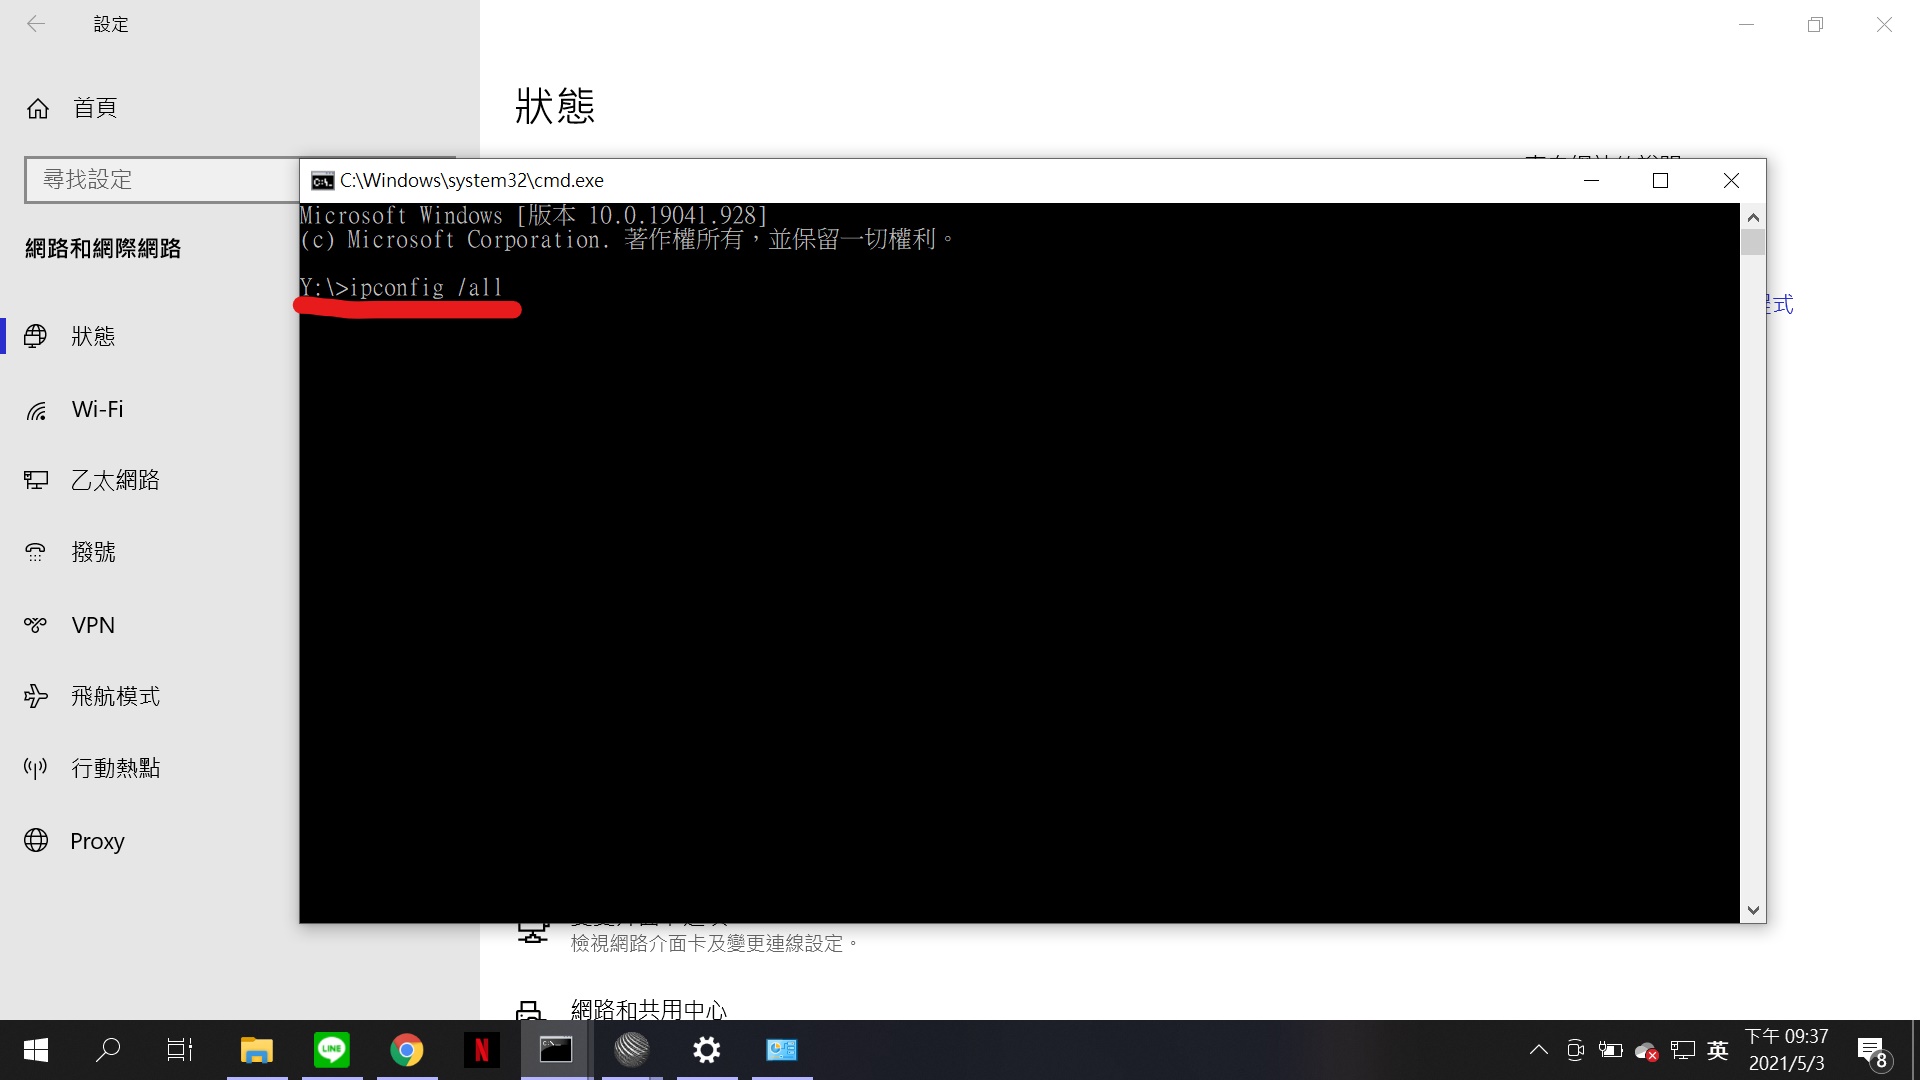 設定
首頁
尋找設定
網路和網際網路
狀態
Wi-Fi
乙太網路
撥號
VPN
飛航模式
行動熱點
Proxy
狀態
C:\Windows\system32\cmd.exe
Microsoft Windows [版本 10.0.19041.928]
(c) Microsoft Corporation. 著作權所有，並保留一切權利。
Y:\>ipconfig /all
式
檢視網路介面卡及變更連線設定。
網路和共用中心
LINE
N
英
下午 09:37
2021/5/3
8